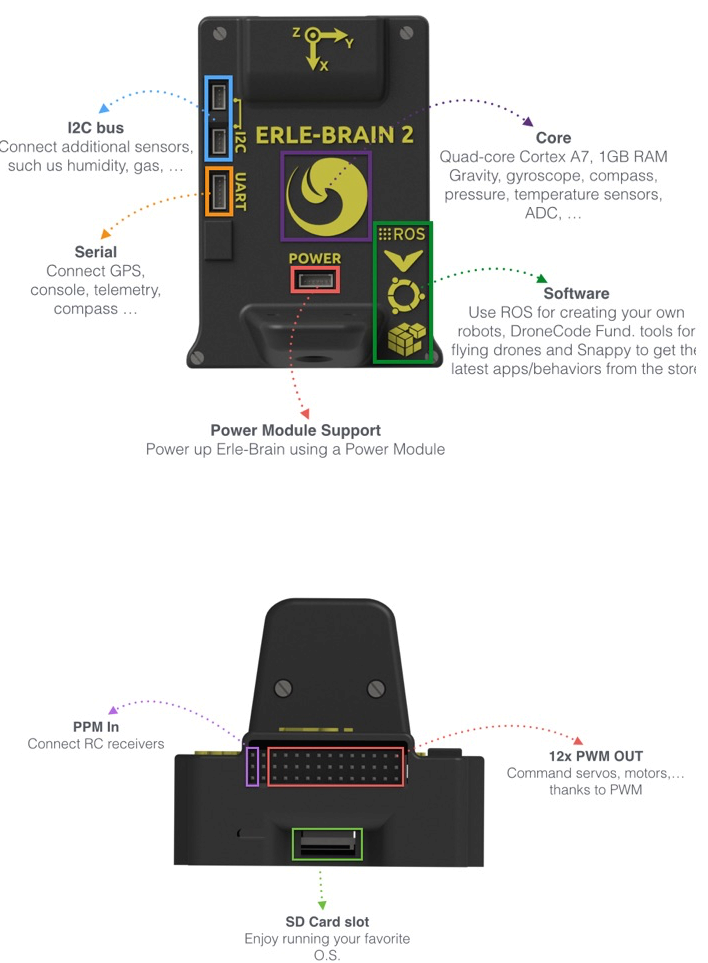 Z
Y
X
I2C
ERLE-BRAIN 2
UART
ROS
POWER
I2C bus
Connect additional sensors,
such us humidity, gas, …
Serial
Connect GPS,
console, telemetry,
compass …
Core
Quad-core Cortex A7, 1GB RAM
Gravity, gyroscope, compass,
pressure, temperature sensors,
ADC, …
Software
Use ROS for creating your own
robots, DroneCode Fund. tools for
flying drones and Snappy to get the
latest apps/behaviors from the store
Power Module Support
Power up Erle-Brain using a Power Module
PPM In
Connect RC receivers
12x PWM OUT
Command servos, motors,…
thanks to PWM
SD Card slot
Enjoy running your favorite
O.S.